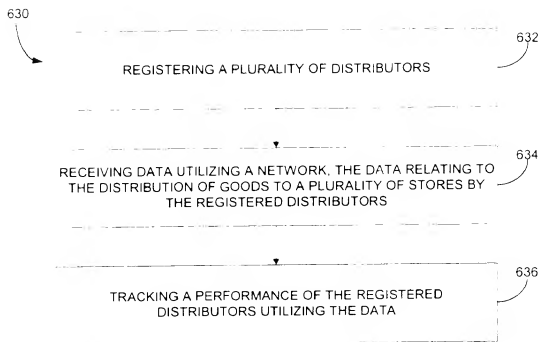 630
632
REGISTERING A PLURALITY OF DISTRIBUTORS
634
RECEIVING DATA UTILIZING A NETWORK, THE DATA RELATING TO
THE DISTRIBUTION OF GOODS TO A PLURALITY OF STORES BY
THE REGISTERED DISTRIBUTORS
636
TRACKING A PERFORMANCE OF THE REGISTERED
DISTRIBUTORS UTILIZING THE DATA